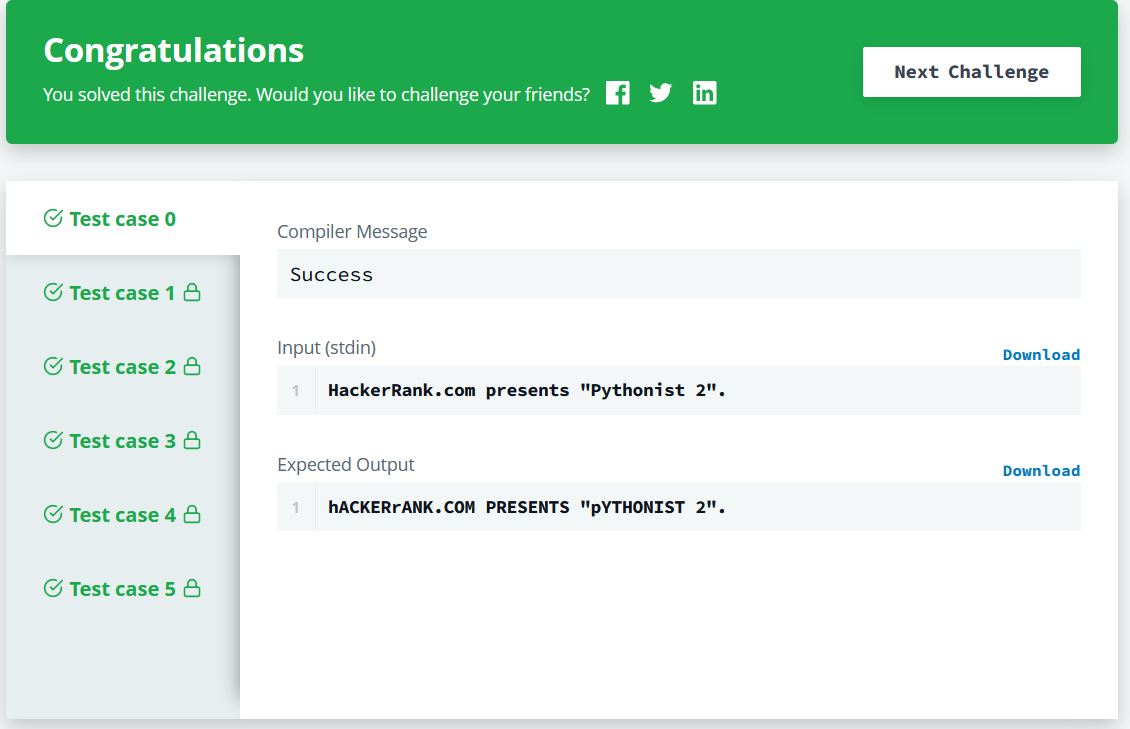 Congratulations
You solved this challenge. Would you like to challenge your friends?
Next Challenge
Test case 0
Test case 1
Test case 2
Test case 3
Test case 4
Test case 5
Compiler Message
Success
Input (stdin)
Download
1 HackerRank.com presents "Pythonist 2".
Expected Output
Download
1 hACKERrANK.COM PRESENTS "pYTHONIST 2".